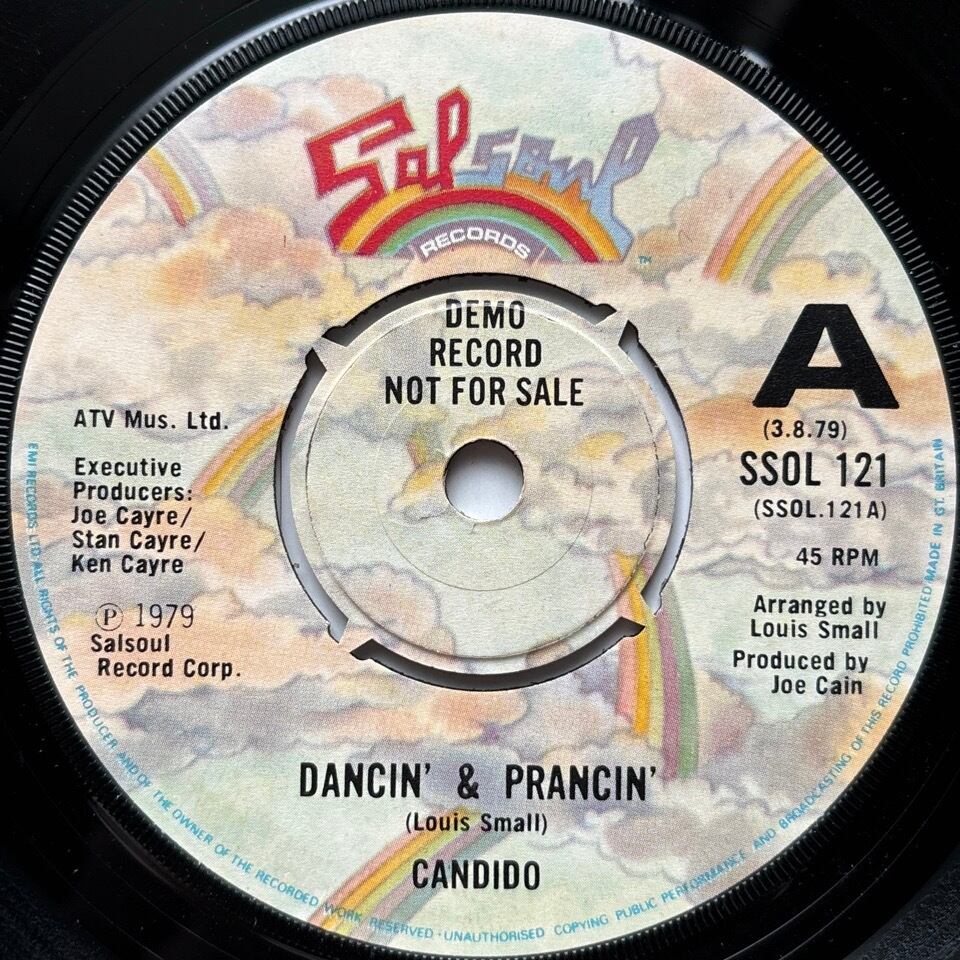 Salsoul
RECORDS
TM
DEMO
RECORD
NOT FOR SALE
A
(3.8.79)
SSOL 121
(SSOL.121A)
45 RPM
Arranged by
Louis Small
Produced by
Joe Cain
ATV Mus. Ltd.
Executive
Producers:
Joe Cayre/
Stan Cayre/
Ken Cayre
℗ 1979
Salsoul
Record Corp.
DANCIN' & PRANCIN'
(Louis Small)
CANDIDO
EMI RECORDS LTD. ALL RIGHTS OF THE PRODUCER AND/OF THE OWNER OF THE RECORDED WORK RESERVED · UNAUTHORISED COPYING PUBLIC PERFORMANCE AND BROADCASTING OF THIS RECORD PROHIBITED MADE IN GT. BRITAIN